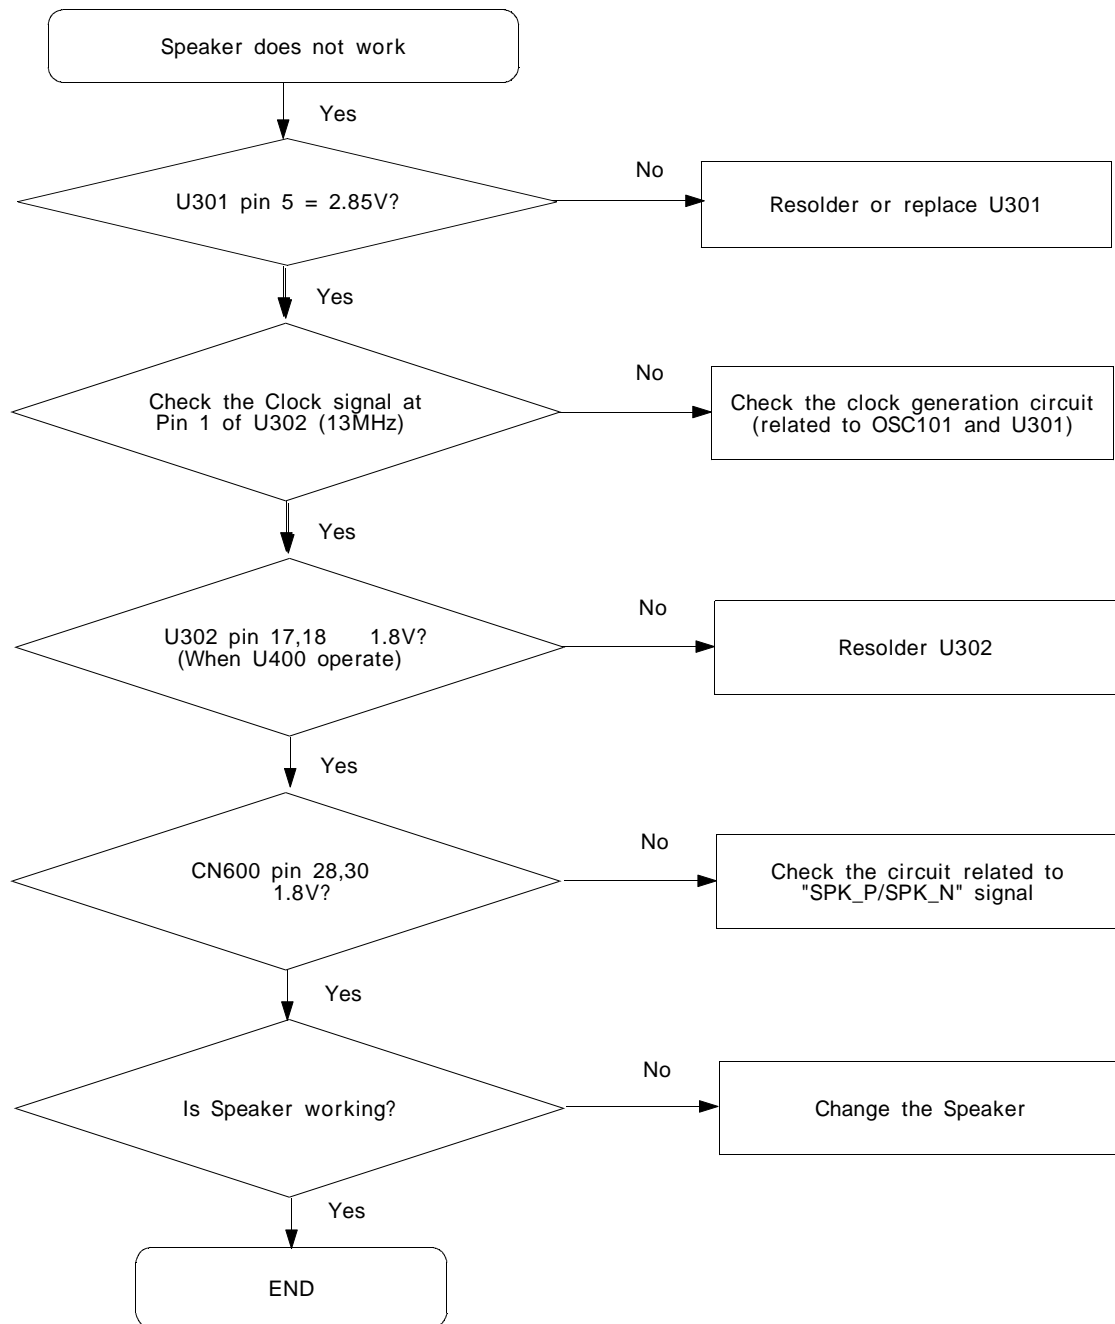 Speaker does not work
Yes
U301 pin 5 = 2.85V?
No
Resolder or replace U301
Yes
Check the Clock signal at
Pin 1 of U302 (13MHz)
No
Check the clock generation circuit
(related to OSC101 and U301)
Yes
U302 pin 17,18 1.8V?
(When U400 operate)
No
Resolder U302
Yes
CN600 pin 28,30
1.8V?
No
Check the circuit related to
"SPK_P/SPK_N" signal
Yes
Is Speaker working?
No
Change the Speaker
Yes
END